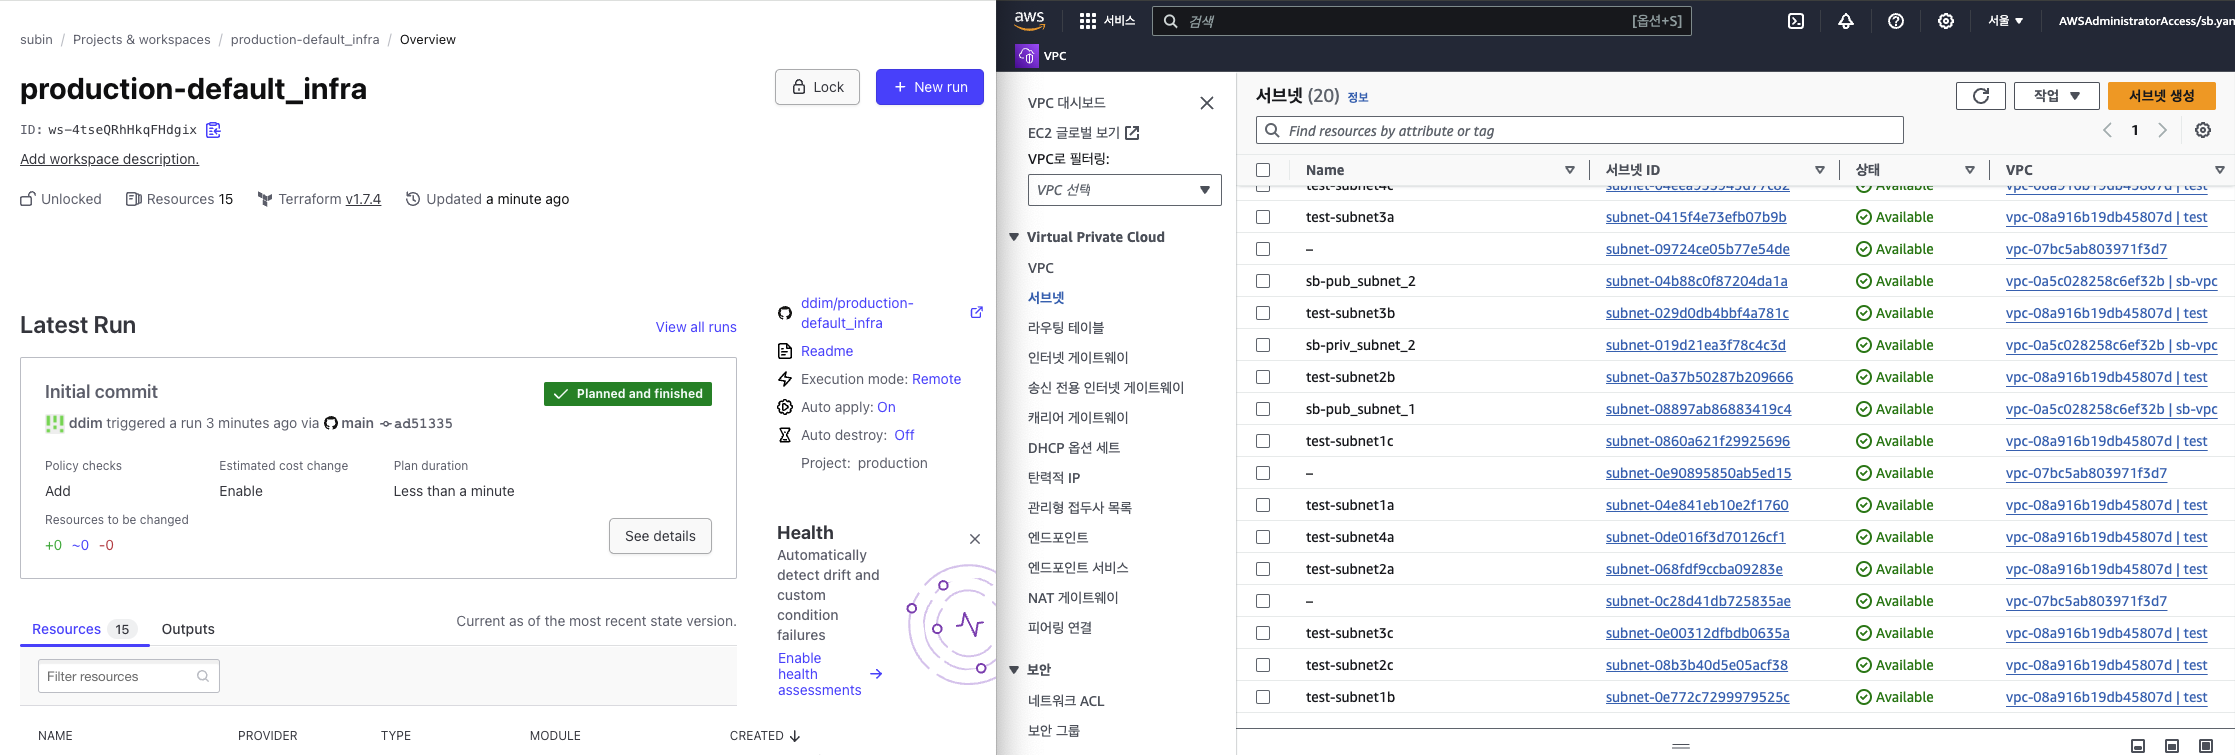 subin / Projects & workspaces / production-default_infra / Overview
production-default_infra
Lock
+ New run
ID: ws-4tseQRhHkqFHdgix
Add workspace description.
Unlocked Resources 15 Terraform v1.7.4 Updated a minute ago
Latest Run
View all runs
Initial commit
Planned and finished
ddim triggered a run 3 minutes ago via main ad51335
Policy checks Estimated cost change Plan duration
Add Enable Less than a minute
Resources to be changed
+0 ~0 -0
See details
Resources 15 Outputs
Current as of the most recent state version.
Filter resources
NAME PROVIDER TYPE MODULE CREATED
ddim/production-
default_infra
Readme
Execution mode: Remote
Auto apply: On
Auto destroy: Off
Project: production
Health
Automatically
detect drift and
custom
condition
failures
Enable
health
assessments
aws 서비스 검색 [옵션+S] 서울 AWSAdministratorAccess/sb.yan
VPC
VPC 대시보드
EC2 글로벌 보기
VPC로 필터링:
VPC 선택
Virtual Private Cloud
VPC
서브넷
라우팅 테이블
인터넷 게이트웨이
송신 전용 인터넷 게이트웨이
캐리어 게이트웨이
DHCP 옵션 세트
탄력적 IP
관리형 접두사 목록
엔드포인트
엔드포인트 서비스
NAT 게이트웨이
피어링 연결
보안
네트워크 ACL
보안 그룹
서브넷 (20) 정보
작업
서브넷 생성
Find resources by attribute or tag
1
Name 서브넷 ID 상태 VPC
test-subnet4c subnet-04eea953945d77c82 Available vpc-08a916b19db45807d | test
test-subnet3a subnet-0415f4e73efb07b9b Available vpc-08a916b19db45807d | test
– subnet-09724ce05b77e54de Available vpc-07bc5ab803971f3d7
sb-pub_subnet_2 subnet-04b88c0f87204da1a Available vpc-0a5c028258c6ef32b | sb-vpc
test-subnet3b subnet-029d0db4bbf4a781c Available vpc-08a916b19db45807d | test
sb-priv_subnet_2 subnet-019d21ea3f78c4c3d Available vpc-0a5c028258c6ef32b | sb-vpc
test-subnet2b subnet-0a37b50287b209666 Available vpc-08a916b19db45807d | test
sb-pub_subnet_1 subnet-08897ab86883419c4 Available vpc-0a5c028258c6ef32b | sb-vpc
test-subnet1c subnet-0860a621f29925696 Available vpc-08a916b19db45807d | test
– subnet-0e90895850ab5ed15 Available vpc-07bc5ab803971f3d7
test-subnet1a subnet-04e841eb10e2f1760 Available vpc-08a916b19db45807d | test
test-subnet4a subnet-0de016f3d70126cf1 Available vpc-08a916b19db45807d | test
test-subnet2a subnet-068fdf9ccba09283e Available vpc-08a916b19db45807d | test
– subnet-0c28d41db725835ae Available vpc-07bc5ab803971f3d7
test-subnet3c subnet-0e00312dfbdb0635a Available vpc-08a916b19db45807d | test
test-subnet2c subnet-08b3b40d5e05acf38 Available vpc-08a916b19db45807d | test
test-subnet1b subnet-0e772c7299979525c Available vpc-08a916b19db45807d | test